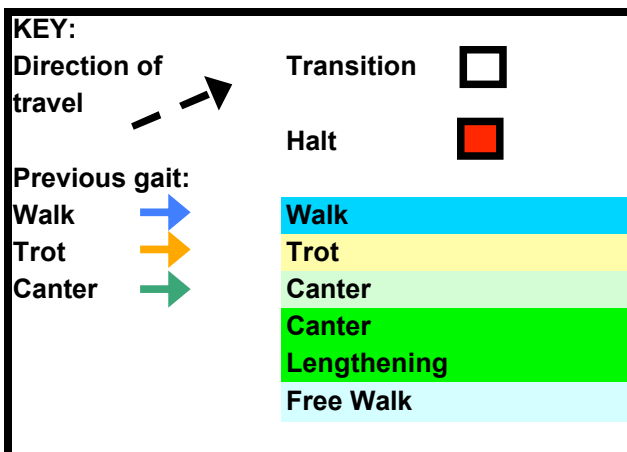 KEY:
Direction of
travel
Transition
Halt
Previous gait:
Walk
Trot
Canter
Walk
Trot
Canter
Canter
Lengthening
Free Walk